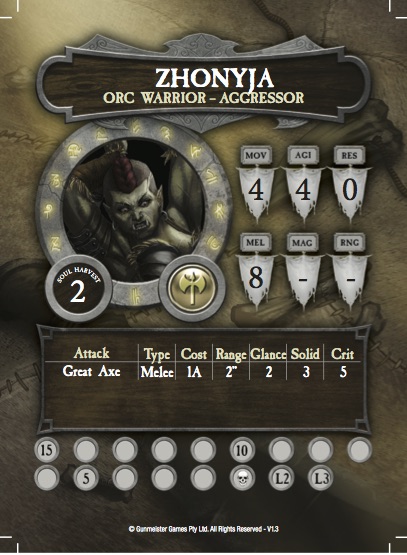 ZHONYJA
ORC WARRIOR – AGGRESSOR
MOV AGI RES
4 4 0
MEL MAG RNG
8 - -
SOUL HARVEST
2
Attack Type Cost Range Glance Solid Crit
Great Axe Melee 1A 2" 2 3 5
15 10
5 L2 L3
© Gunmeister Games Pty Ltd. All Rights Reserved - V1.3